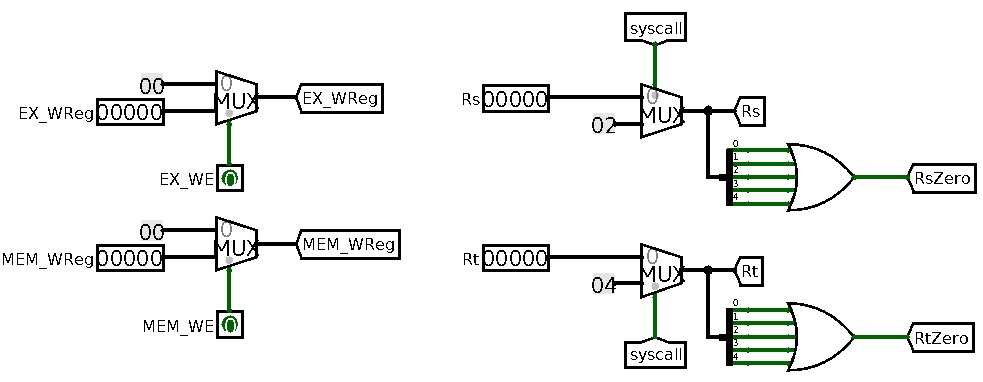 00
0
EX_WReg
00000
MUX
EX_WReg
EX_WE
0
00
0
MEM_WReg
00000
MUX
MEM_WReg
MEM_WE
0
syscall
Rs
00000
0
MUX
02
Rs
0
1
2
3
4
RsZero
Rt
00000
0
MUX
04
Rt
syscall
0
1
2
3
4
RtZero